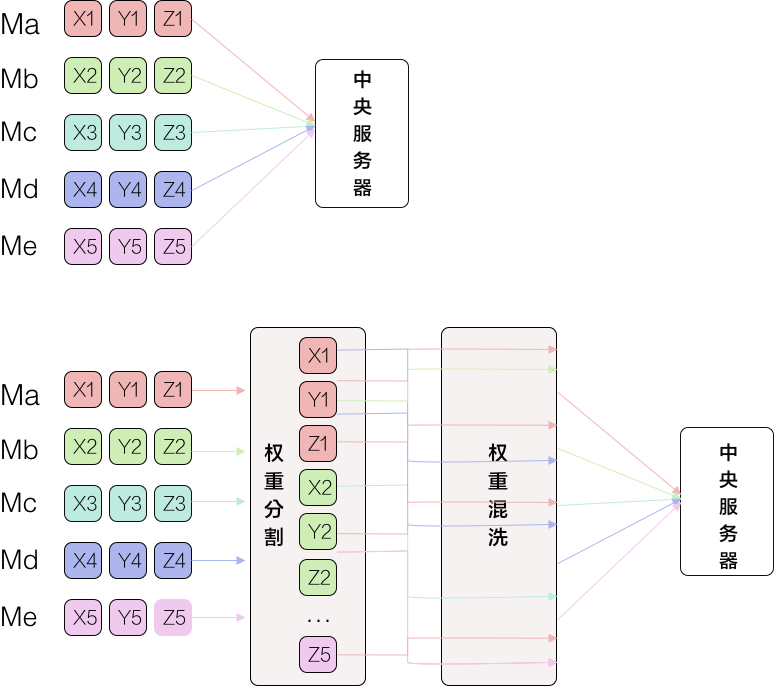 Ma X1 Y1 Z1
Mb X2 Y2 Z2
Mc X3 Y3 Z3
Md X4 Y4 Z4
Me X5 Y5 Z5
中央服务器
Ma X1 Y1 Z1
Mb X2 Y2 Z2
Mc X3 Y3 Z3
Md X4 Y4 Z4
Me X5 Y5 Z5
权重分割
X1
Y1
Z1
X2
Y2
Z2
...
Z5
权重混洗
中央服务器